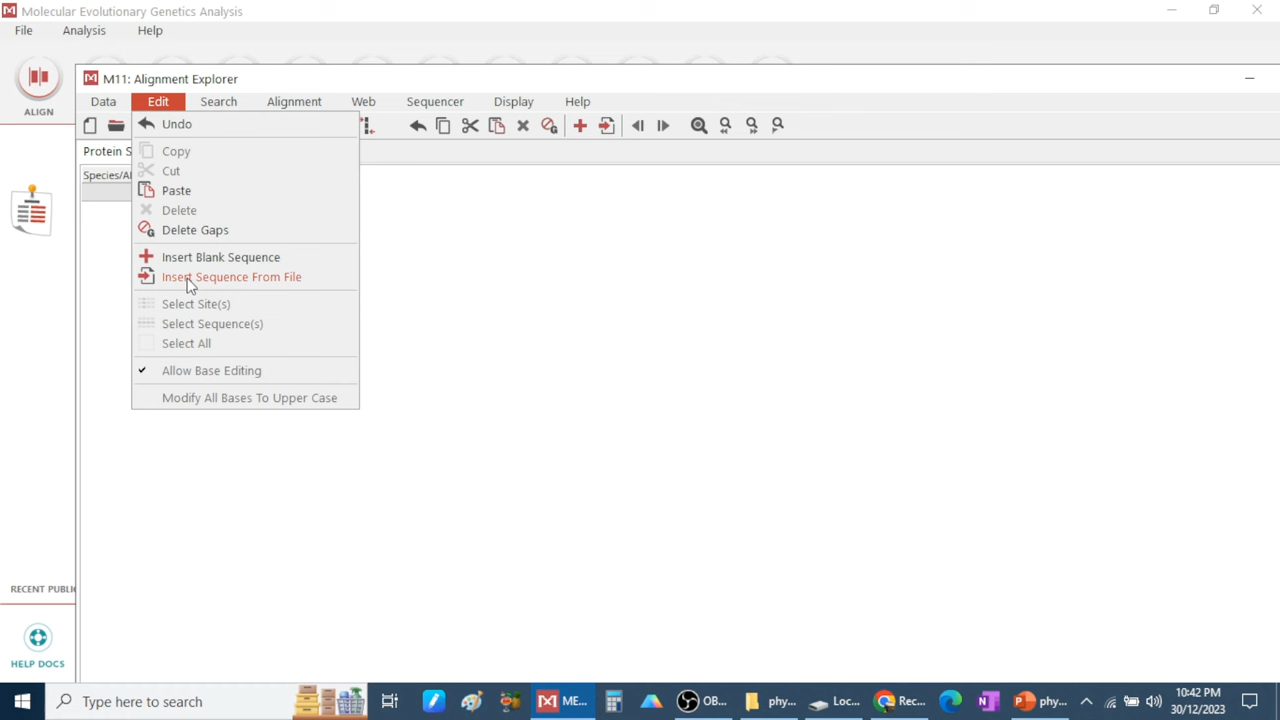 Molecular Evolutionary Genetics Analysis
File Analysis Help
ALIGN
M11: Alignment Explorer
Data Edit Search Alignment Web Sequencer Display Help
Undo
Protein S
Copy
Species/A
Cut
Paste
Delete
Delete Gaps
Insert Blank Sequence
Insert Sequence From File
Select Site(s)
Select Sequence(s)
Select All
Allow Base Editing
Modify All Bases To Upper Case
RECENT PUBLI
HELP DOCS
Type here to search ME... OB... phy... Loc... Rec... phy... 10:42 PM
30/12/2023